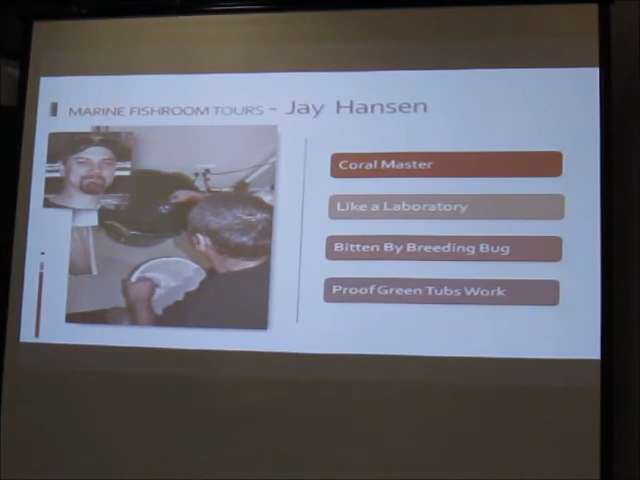 MARINE FISHROOM TOURS - Jay Hansen
Coral Master
Like a Laboratory
Bitten By Breeding Bug
Proof Green Tubs Work